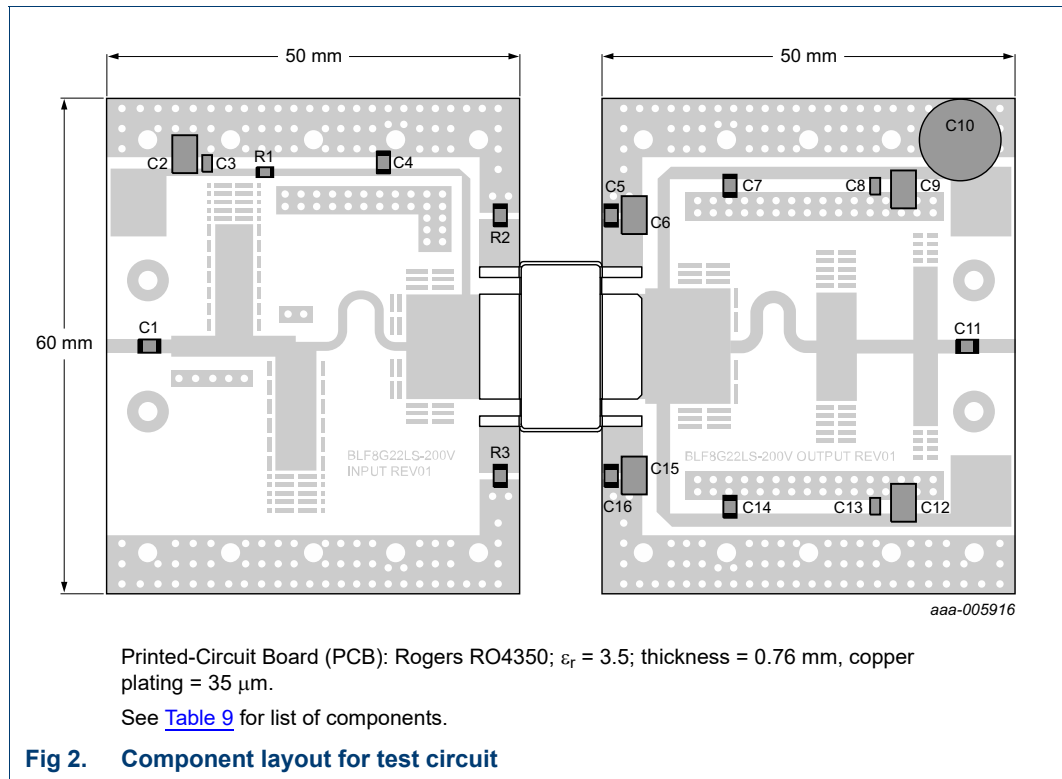 50 mm
50 mm
60 mm
C10
C2
C3
R1
C4
C5
C6
C7
C8
C9
R2
C1
C11
R3
BLF8G22LS-200V
INPUT REV01
BLF8G22LS-200V OUTPUT REV01
C15
C16
C14
C13
C12
aaa-005916
Printed-Circuit Board (PCB): Rogers RO4350; εr = 3.5; thickness = 0.76 mm, copper
plating = 35 μm.
See Table 9 for list of components.
Fig 2. Component layout for test circuit